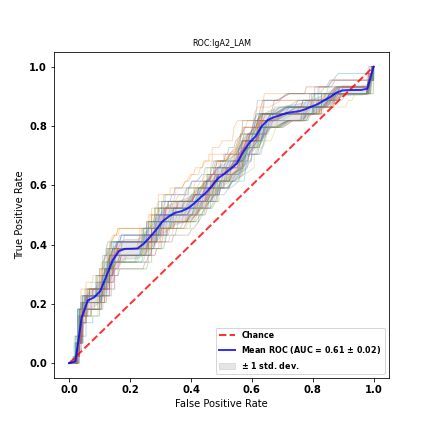 ROC:IgA2_LAM
True Positive Rate
1.0
0.8
0.6
0.4
0.2
0.0
Chance
Mean ROC (AUC = 0.61 ± 0.02)
± 1 std. dev.
0.0 0.2 0.4 0.6 0.8 1.0
False Positive Rate